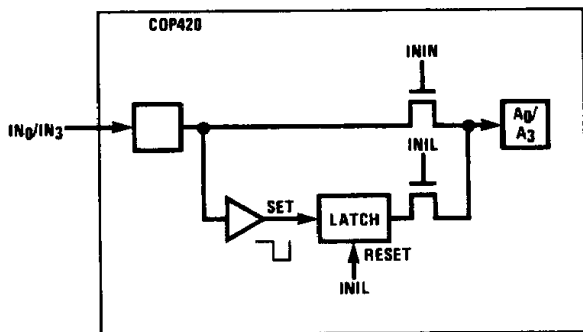 COP420
ININ
IN0/IN3
A0/
A3
INIL
SET
LATCH
RESET
INIL